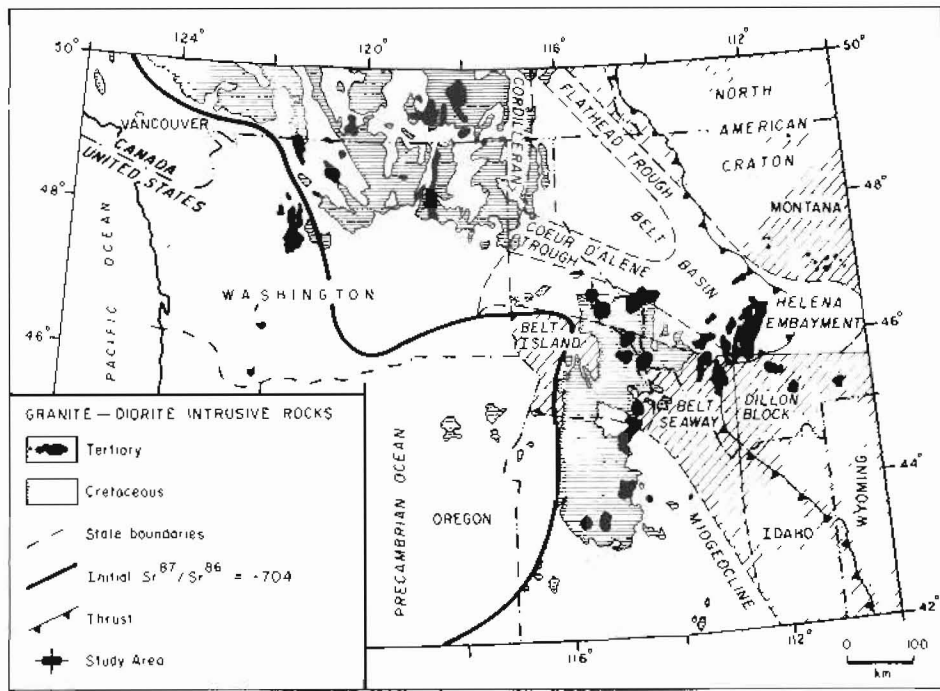 124° 120° 116° 112°
50° 50°
NORTH
AMERICAN
CRATON
CORDILLERAN
FLATHEAD TROUGH
VANCOUVER
CANADA
UNITED STATES
48° 48°
MONTANA
PACIFIC OCEAN
BELT
BASIN
COEUR D'ALENE
TROUGH
WASHINGTON
HELENA
EMBAYMENT
46° 46°
BELT
ISLAND
BELT
SEAWAY
DILLON
BLOCK
GRANITE — DIORITE INTRUSIVE ROCKS
Tertiary
Cretaceous
State boundaries
Initial Sr87/Sr86 = .704
Thrust
Study Area
PRECAMBRIAN OCEAN
OREGON
44°
MIOGEOCLINE
IDAHO
WYOMING
42°
116° 112°
0 100
km